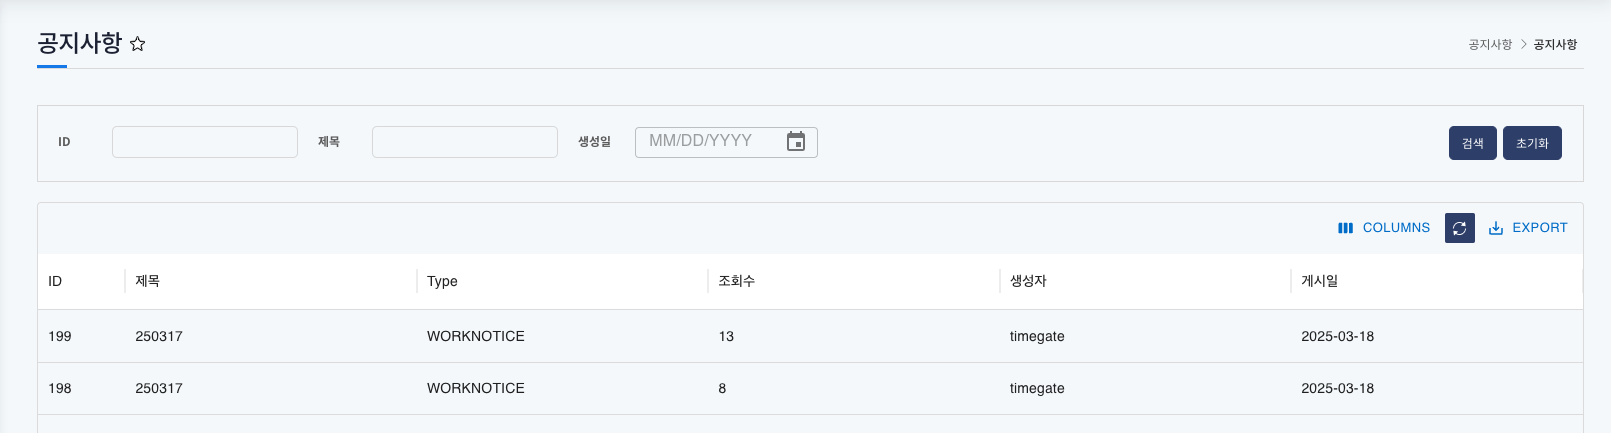 공지사항
공지사항 > 공지사항
ID 제목 생성일 MM/DD/YYYY 검색 초기화
COLUMNS EXPORT
ID 제목 Type 조회수 생성자 게시일
199 250317 WORKNOTICE 13 timegate 2025-03-18
198 250317 WORKNOTICE 8 timegate 2025-03-18